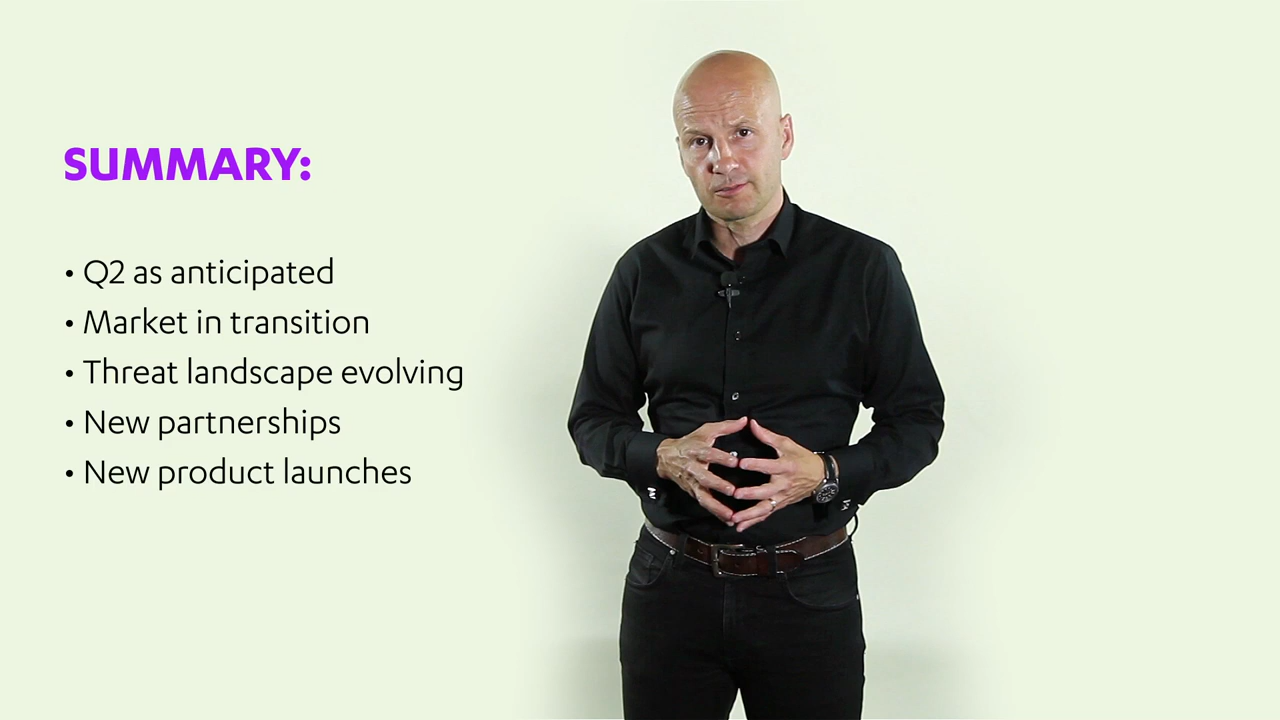 SUMMARY:
• Q2 as anticipated
• Market in transition
• Threat landscape evolving
• New partnerships
• New product launches